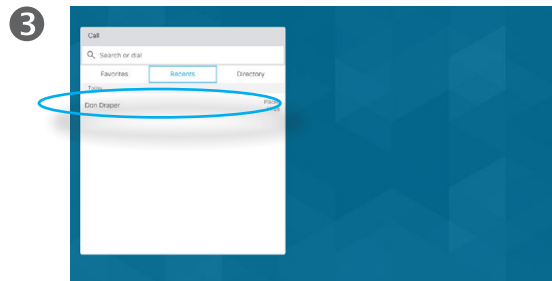 3
Call
Search or dial
Favorites Recents Directory
Today
Don Draper